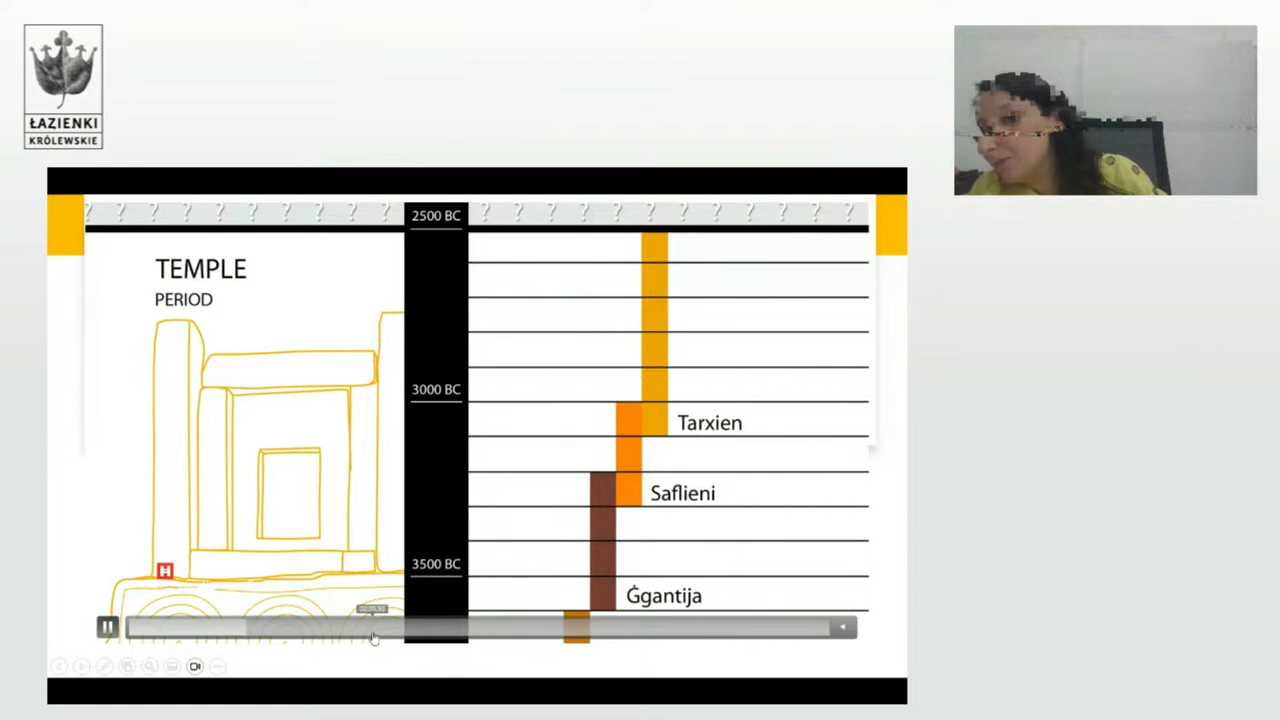 ŁAZIENKI
KRÓLEWSKIE
? ? ? ? ? ? ? ? ? ?
2500 BC
? ? ? ? ? ? ? ? ? ? ? ?
TEMPLE
PERIOD
3000 BC
Tarxien
Saflieni
3500 BC
Ġgantija
H